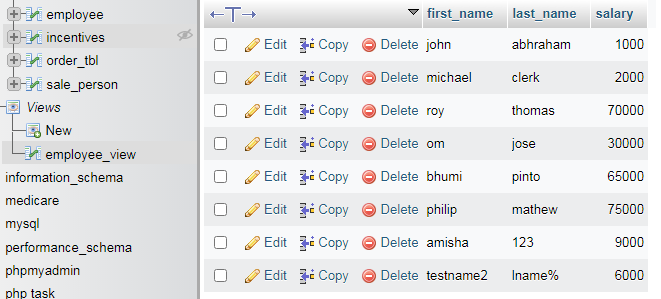 employee
incentives
order_tbl
sale_person
Views
New
employee_view
information_schema
medicare
mysql
performance_schema
phpmyadmin
php task
first_name last_name salary
Edit Copy Delete john abhraham 1000
Edit Copy Delete michael clerk 2000
Edit Copy Delete roy thomas 70000
Edit Copy Delete om jose 30000
Edit Copy Delete bhumi pinto 65000
Edit Copy Delete philip mathew 75000
Edit Copy Delete amisha 123 9000
Edit Copy Delete testname2 lname% 6000